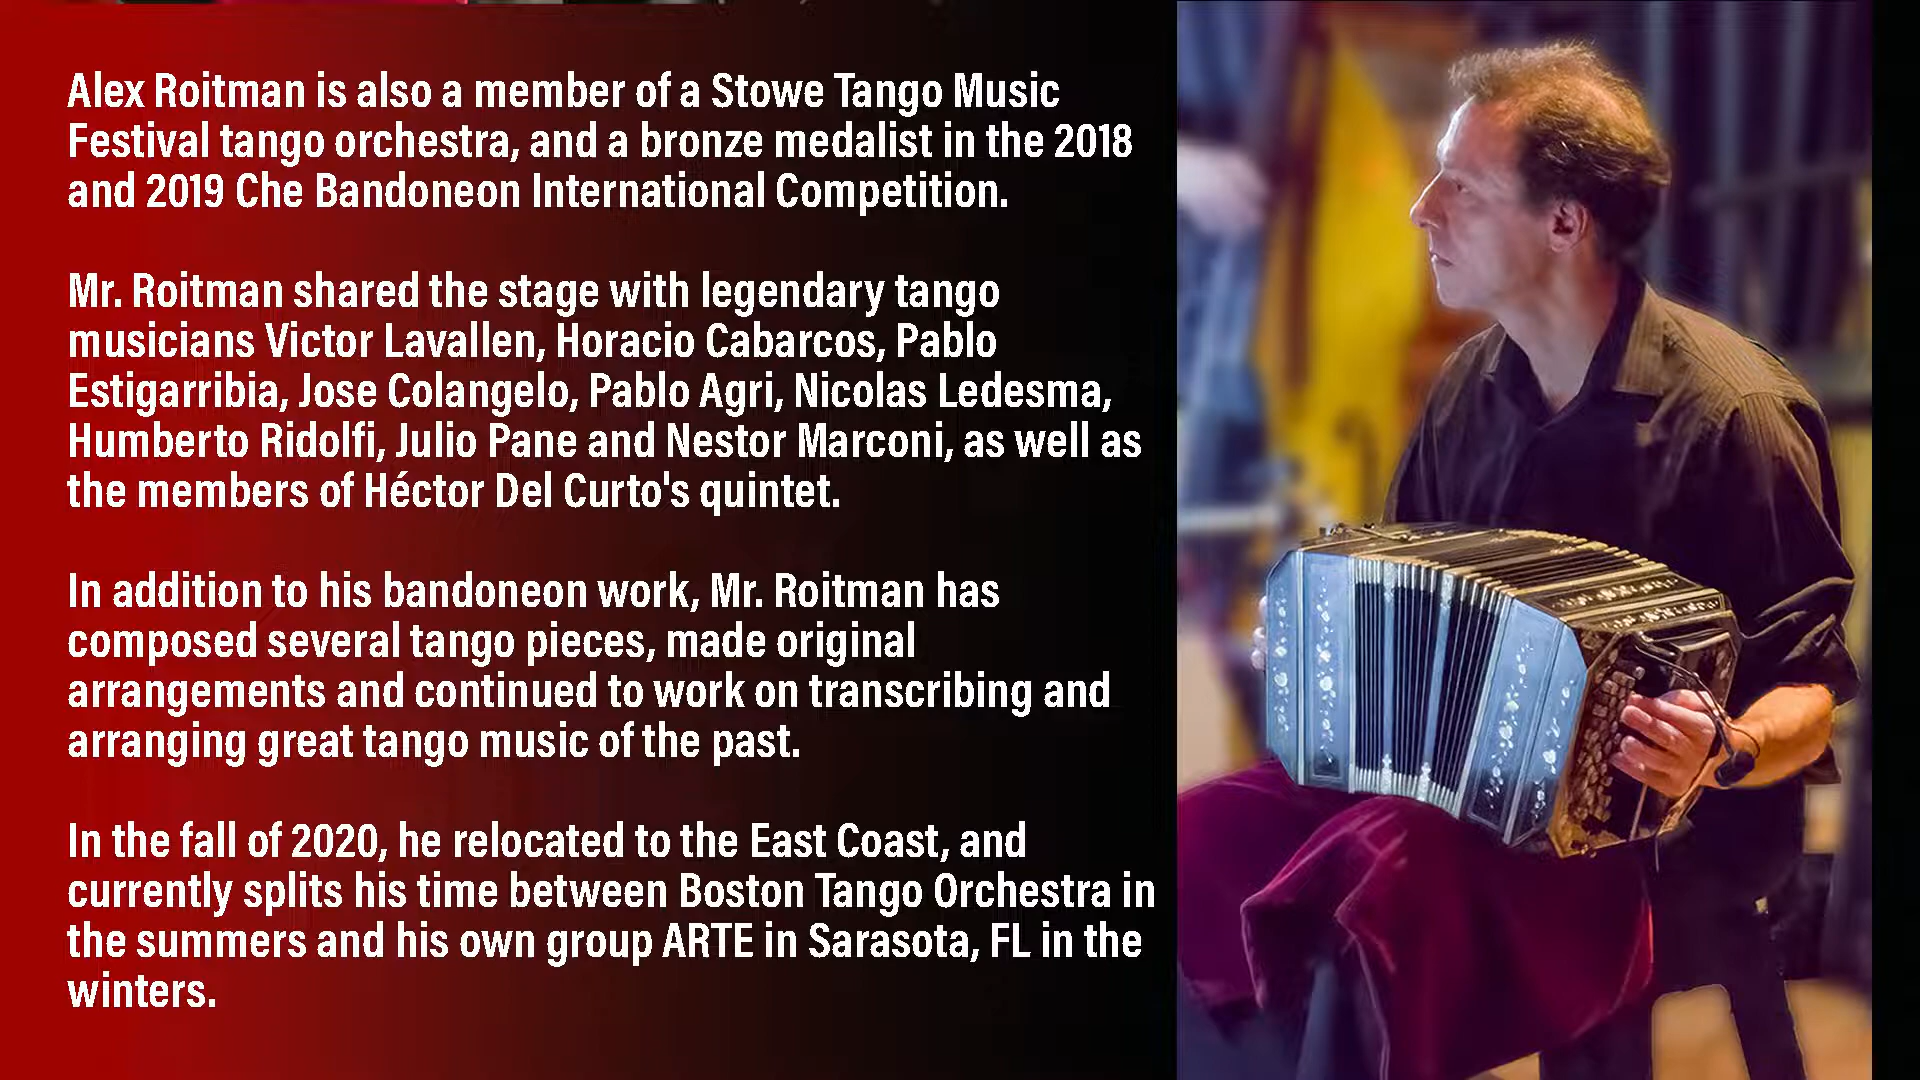 Alex Roitman is also a member of a Stowe Tango Music
Festival tango orchestra, and a bronze medalist in the 2018
and 2019 Che Bandoneon International Competition.
Mr. Roitman shared the stage with legendary tango
musicians Victor Lavallen, Horacio Cabarcos, Pablo
Estigarribia, Jose Colangelo, Pablo Agri, Nicolas Ledesma,
Humberto Ridolfi, Julio Pane and Nestor Marconi, as well as
the members of Héctor Del Curto's quintet.
In addition to his bandoneon work, Mr. Roitman has
composed several tango pieces, made original
arrangements and continued to work on transcribing and
arranging great tango music of the past.
In the fall of 2020, he relocated to the East Coast, and
currently splits his time between Boston Tango Orchestra in
the summers and his own group ARTE in Sarasota, FL in the
winters.